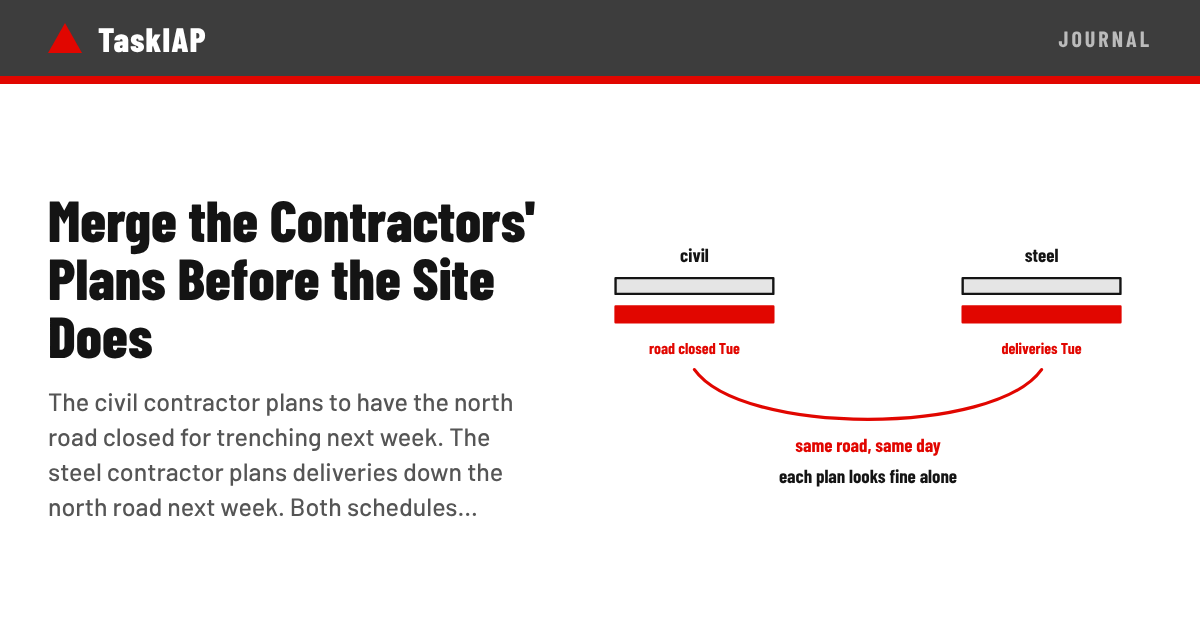 TaskIAP
JOURNAL
Merge the Contractors'
Plans Before the Site
Does
The civil contractor plans to have the north
road closed for trenching next week. The
steel contractor plans deliveries down the
north road next week. Both schedules...
civil
steel
road closed Tue
deliveries Tue
same road, same day
each plan looks fine alone